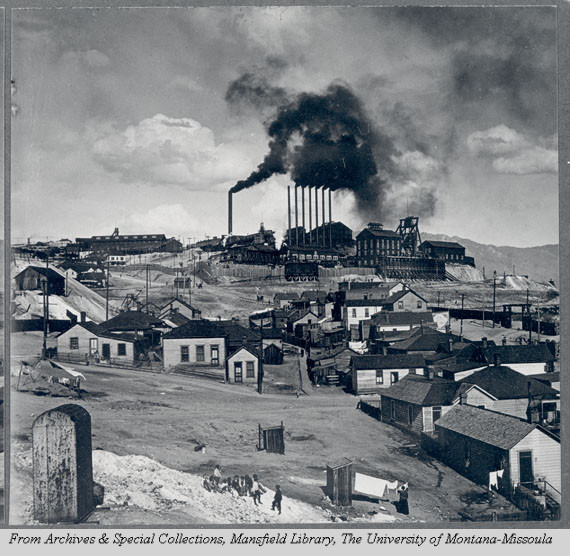 From Archives & Special Collections, Mansfield Library, The University of Montana-Missoula